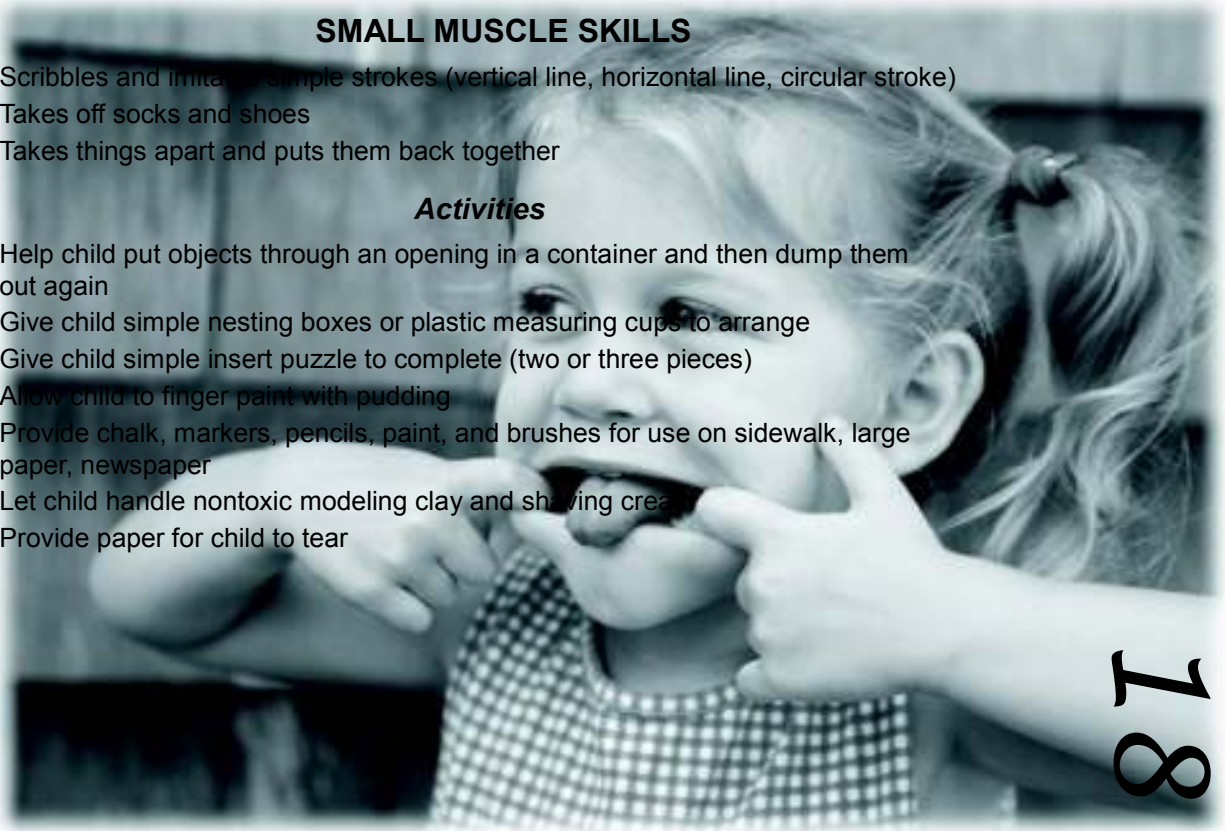 SMALL MUSCLE SKILLS
Scribbles and imitates simple strokes (vertical line, horizontal line, circular stroke)
Takes off socks and shoes
Takes things apart and puts them back together
Activities
Help child put objects through an opening in a container and then dump them
out again
Give child simple nesting boxes or plastic measuring cups to arrange
Give child simple insert puzzle to complete (two or three pieces)
Allow child to finger paint with pudding
Provide chalk, markers, pencils, paint, and brushes for use on sidewalk, large
paper, newspaper
Let child handle nontoxic modeling clay and shaving cream
Provide paper for child to tear
18